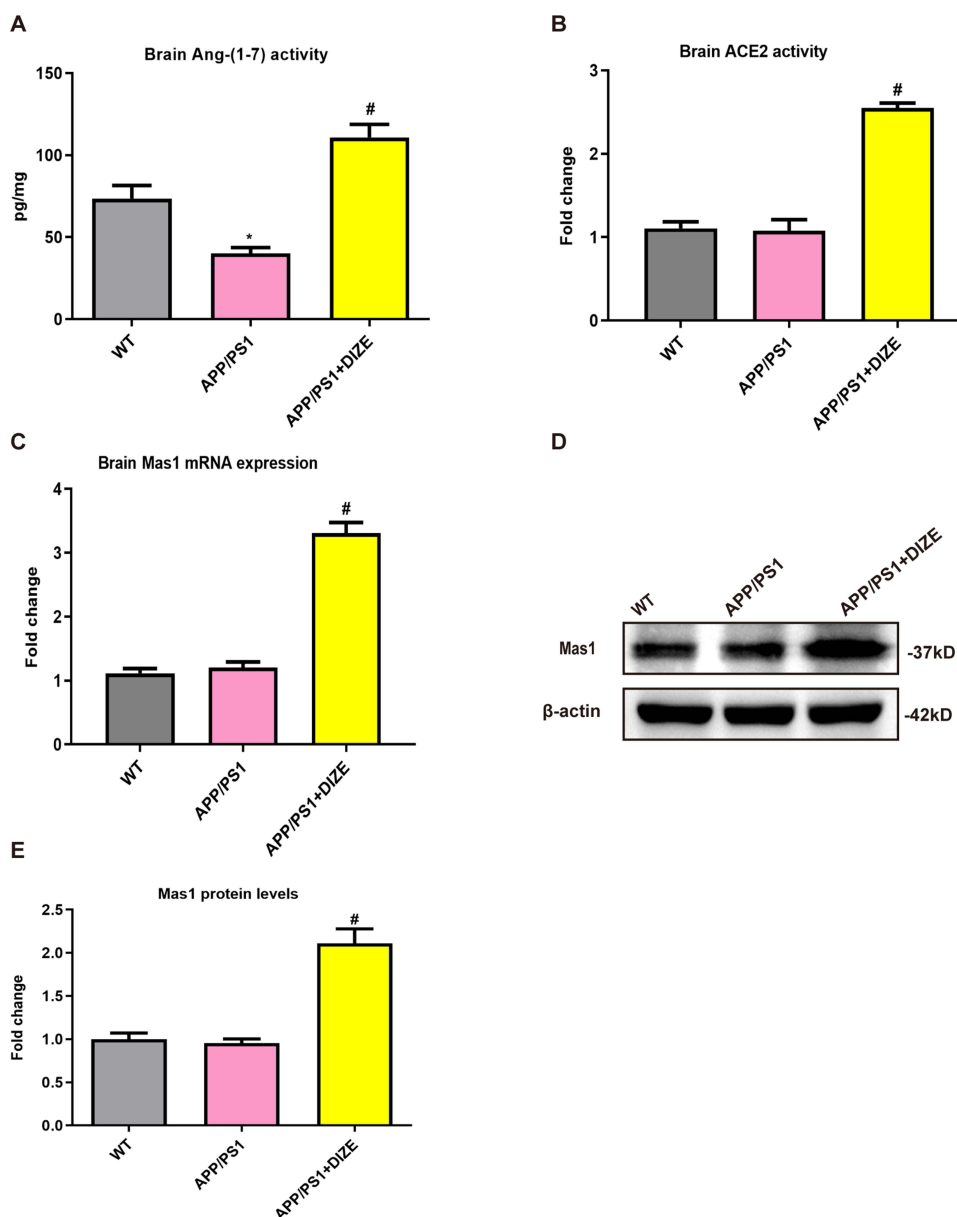 A
Brain Ang-(1-7) activity
pg/mg
150
100
50
0
*
#
WT
APP/PS1
APP/PS1+DIZE
B
Brain ACE2 activity
Fold change
3
2
1
0
#
WT
APP/PS1
APP/PS1+DIZE
C
Brain Mas1 mRNA expression
Fold change
4
3
2
1
0
#
WT
APP/PS1
APP/PS1+DIZE
D
WT
APP/PS1
APP/PS1+DIZE
Mas1
-37kD
β-actin
-42kD
E
Mas1 protein levels
Fold change
2.5
2.0
1.0
0.5
0.0
#
WT
APP/PS1
APP/PS1+DIZE